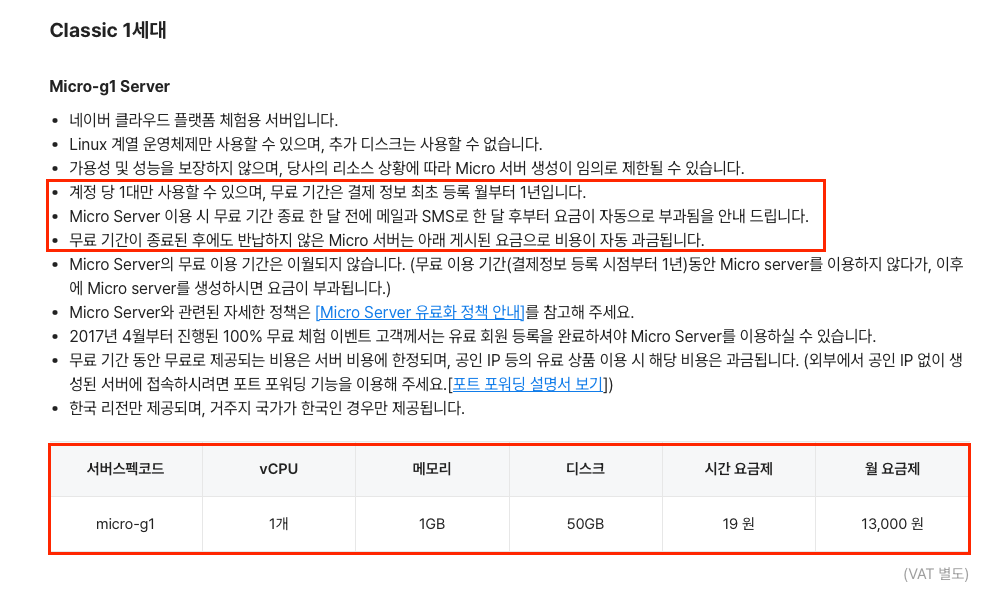 Classic 1세대
Micro-g1 Server
• 네이버 클라우드 플랫폼 체험용 서버입니다.
• Linux 계열 운영체제만 사용할 수 있으며, 추가 디스크는 사용할 수 없습니다.
• 가용성 및 성능을 보장하지 않으며, 당사의 리소스 상황에 따라 Micro 서버 생성이 임의로 제한될 수 있습니다.
• 계정 당 1대만 사용할 수 있으며, 무료 기간은 결제 정보 최초 등록 월부터 1년입니다.
• Micro Server 이용 시 무료 기간 종료 한 달 전에 메일과 SMS로 한 달 후부터 요금이 자동으로 부과됨을 안내 드립니다.
• 무료 기간이 종료된 후에도 반납하지 않은 Micro 서버는 아래 게시된 요금으로 비용이 자동 과금됩니다.
• Micro Server의 무료 이용 기간은 이월되지 않습니다. (무료 이용 기간(결제정보 등록 시점부터 1년)동안 Micro server를 이용하지 않다가, 이후
에 Micro server를 생성하시면 요금이 부과됩니다.)
• Micro Server와 관련된 자세한 정책은 [Micro Server 유료화 정책 안내]를 참고해 주세요.
• 2017년 4월부터 진행된 100% 무료 체험 이벤트 고객께서는 유료 회원 등록을 완료하셔야 Micro Server를 이용하실 수 있습니다.
• 무료 기간 동안 무료로 제공되는 비용은 서버 비용에 한정되며, 공인 IP 등의 유료 상품 이용 시 해당 비용은 과금됩니다. (외부에서 공인 IP 없이 생
성된 서버에 접속하시려면 포트 포워딩 기능을 이용해 주세요.[포트 포워딩 설명서 보기])
• 한국 리전만 제공되며, 거주지 국가가 한국인 경우만 제공됩니다.
서버스펙코드 vCPU 메모리 디스크 시간 요금제 월 요금제
micro-g1 1개 1GB 50GB 19 원 13,000 원
(VAT 별도)